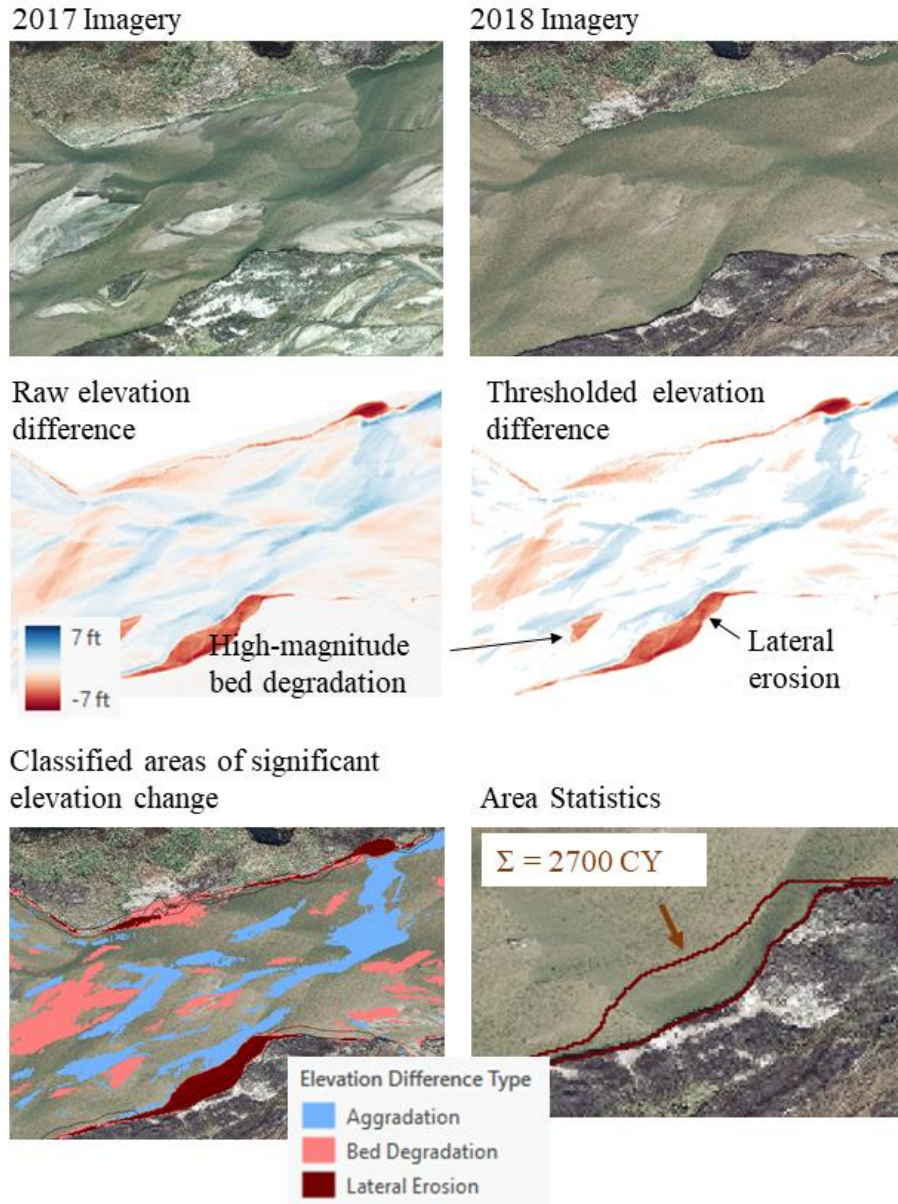 2017 Imagery
2018 Imagery
Raw elevation
difference
Thresholded elevation
difference
7 ft
-7 ft
High-magnitude
bed degradation
Lateral
erosion
Classified areas of significant
elevation change
Area Statistics
Σ = 2700 CY
Elevation Difference Type
Aggradation
Bed Degradation
Lateral Erosion